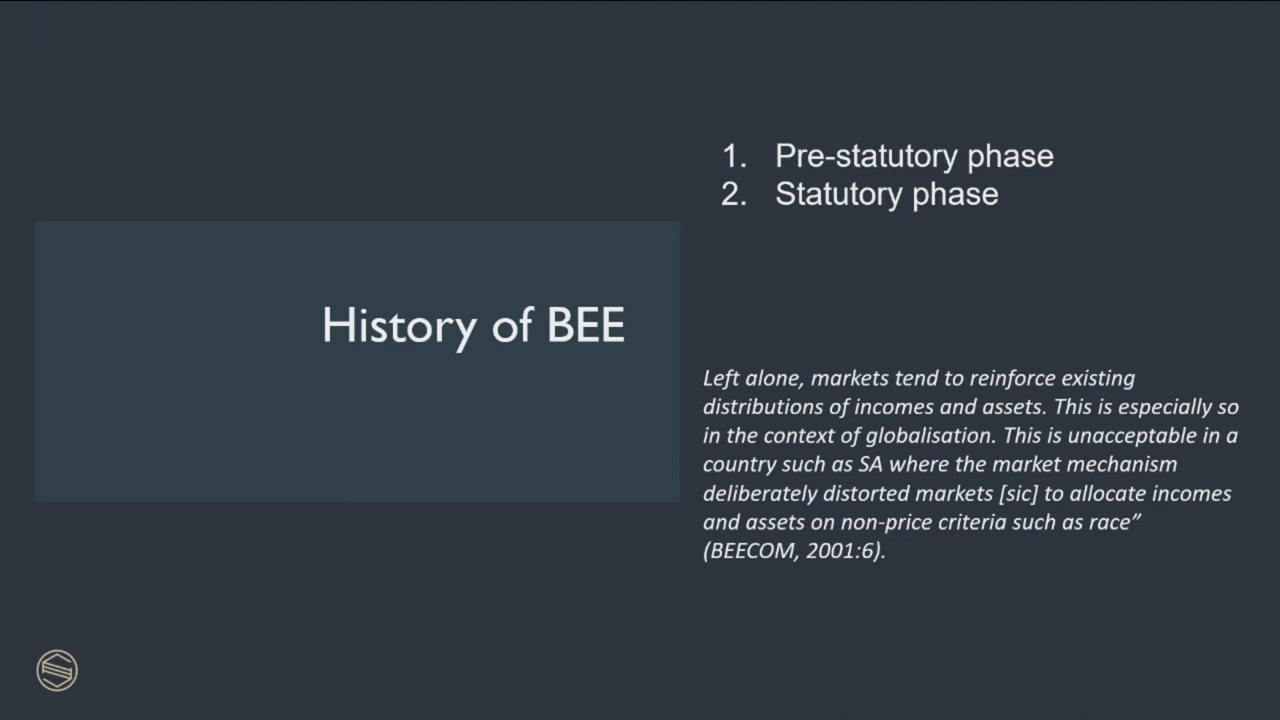 History of BEE
1. Pre-statutory phase
2. Statutory phase
Left alone, markets tend to reinforce existing
distributions of incomes and assets. This is especially so
in the context of globalisation. This is unacceptable in a
country such as SA where the market mechanism
deliberately distorted markets [sic] to allocate incomes
and assets on non-price criteria such as race”
(BEECOM, 2001:6).